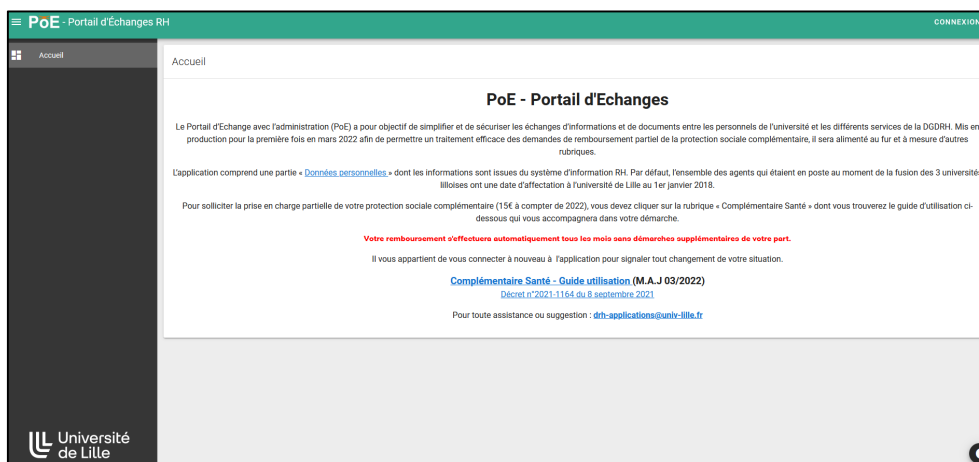 PoE - Portail d'Échanges RH
CONNEXION
Accueil
Accueil
PoE - Portail d'Echanges
Le Portail d'Echange avec l'administration (PoE) a pour objectif de simplifier et de sécuriser les échanges d'informations et de documents entre les personnels de l'université et les différents services de la DGDRH. Mis en
production pour la première fois en mars 2022 afin de permettre un traitement efficace des demandes de remboursement partiel de la protection sociale complémentaire, il sera alimenté au fur et à mesure d'autres
rubriques.
L'application comprend une partie « Données personnelles » dont les informations sont issues du système d'information RH. Par défaut, l'ensemble des agents qui étaient en poste au moment de la fusion des 3 universités
lilloises ont une date d'affectation à l'université de Lille au 1er janvier 2018.
Pour solliciter la prise en charge partielle de votre protection sociale complémentaire (15€ à compter de 2022), vous devez cliquer sur la rubrique « Complémentaire Santé » dont vous trouverez le guide d'utilisation ci-
dessous qui vous accompagnera dans votre démarche.
Votre remboursement s'effectuera automatiquement tous les mois sans démarches supplémentaires de votre part.
Il vous appartient de vous connecter à nouveau à l'application pour signaler tout changement de votre situation.
Complémentaire Santé - Guide utilisation (M.A.J 03/2022)
Décret n°2021-1164 du 8 septembre 2021
Pour toute assistance ou suggestion : drh-applications@univ-lille.fr
Université
de Lille